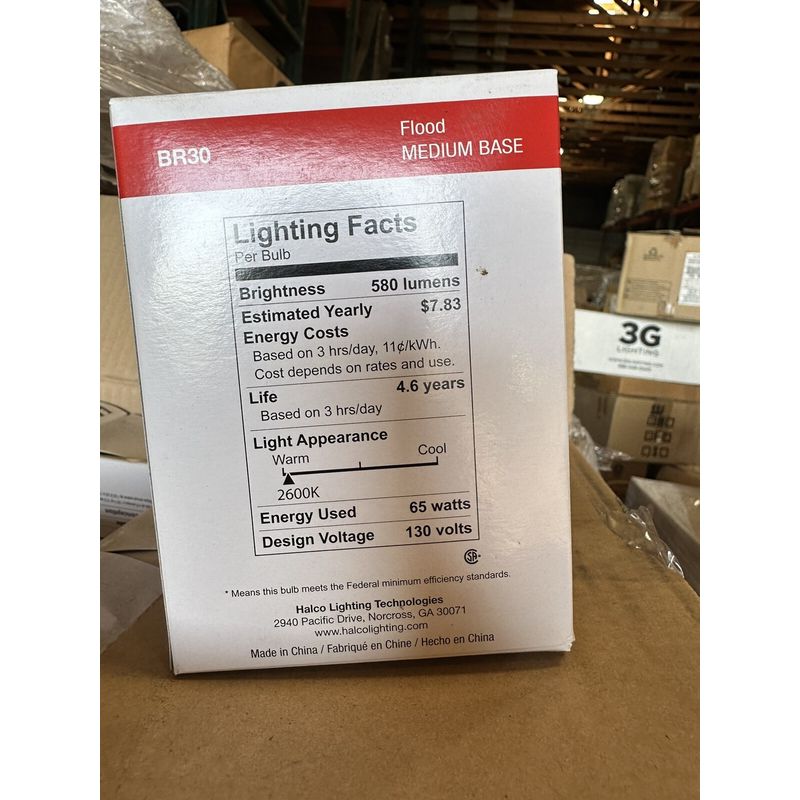 BR30
Flood
MEDIUM BASE
Lighting Facts
Per Bulb
Brightness 580 lumens
Estimated Yearly $7.83
Energy Costs
Based on 3 hrs/day, 11¢/kWh.
Cost depends on rates and use.
Life 4.6 years
Based on 3 hrs/day
Light Appearance
Warm Cool
2600K
Energy Used 65 watts
Design Voltage 130 volts
* Means this bulb meets the Federal minimum efficiency standards.
Halco Lighting Technologies
2940 Pacific Drive, Norcross, GA 30071
www.halcolighting.com
Made in China / Fabriqué en Chine / Hecho en China
3G
LIGHTING